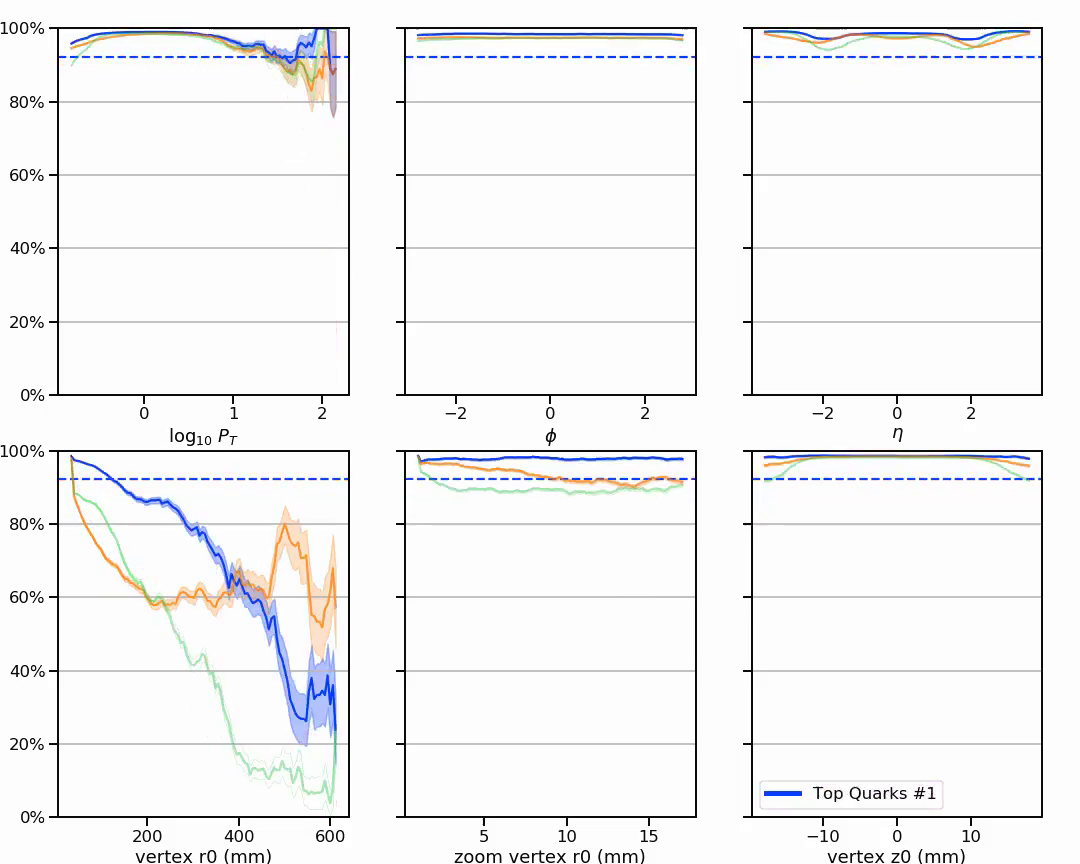 100%
80%
60%
40%
20%
0%
0 1 2
log₁₀ P_T
−2 0 2
ϕ
−2 0 2
η
100%
80%
60%
40%
20%
0%
200 400 600
vertex r0 (mm)
5 10 15
zoom vertex r0 (mm)
Top Quarks #1
−10 0 10
vertex z0 (mm)